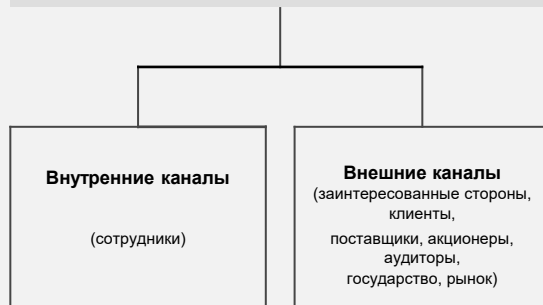 Внутренние каналы
(сотрудники)
Внешние каналы
(заинтересованные стороны,
клиенты,
поставщики, акционеры,
аудиторы,
государство, рынок)